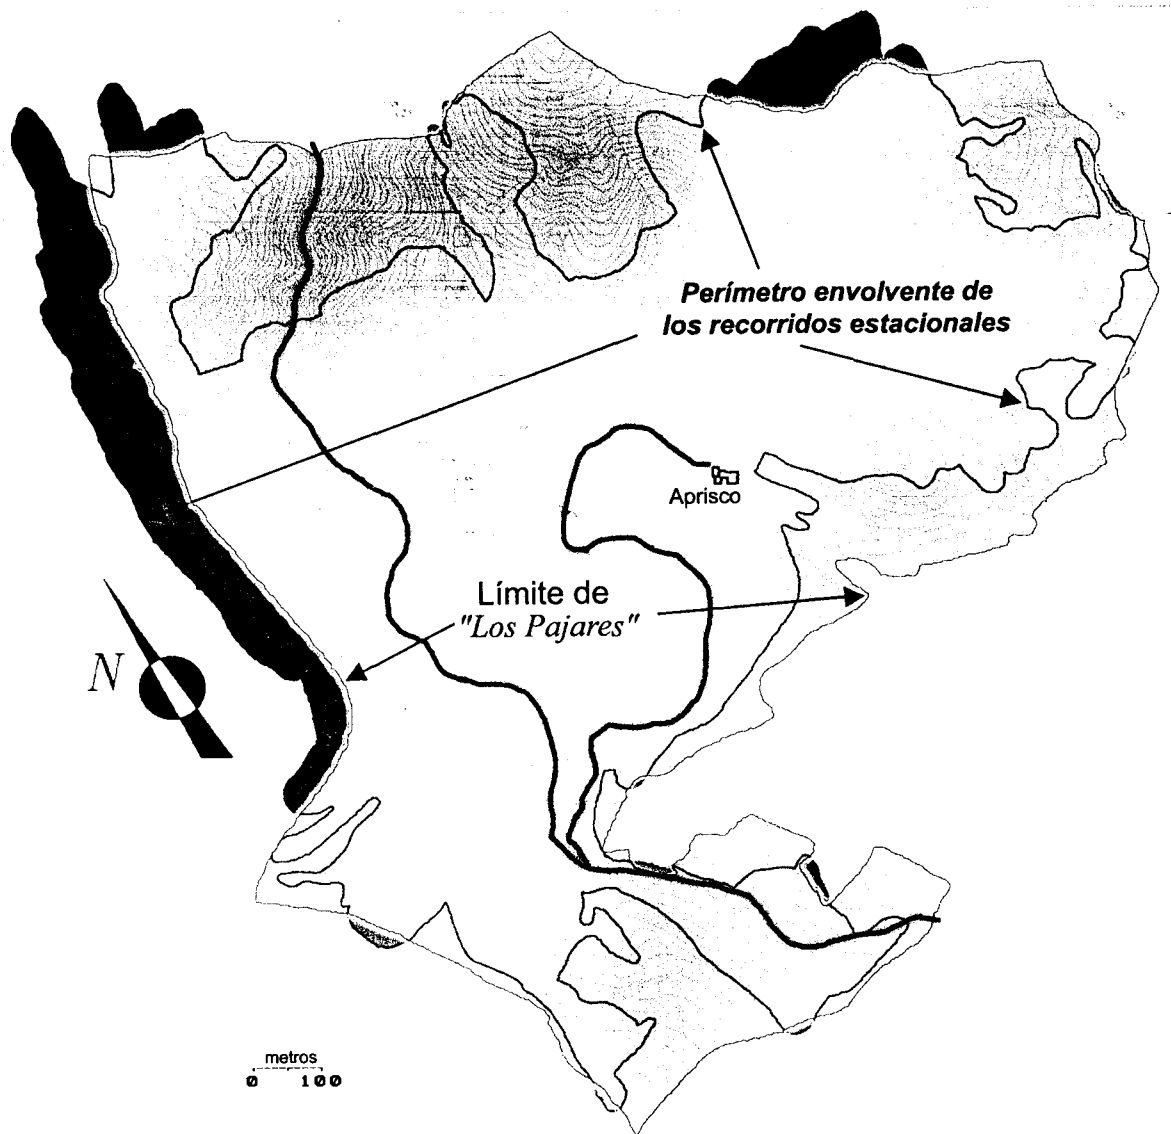 Perímetro envolvente de
los recorridos estacionales
Aprisco
Límite de
"Los Pajares"
N
metros
0 100